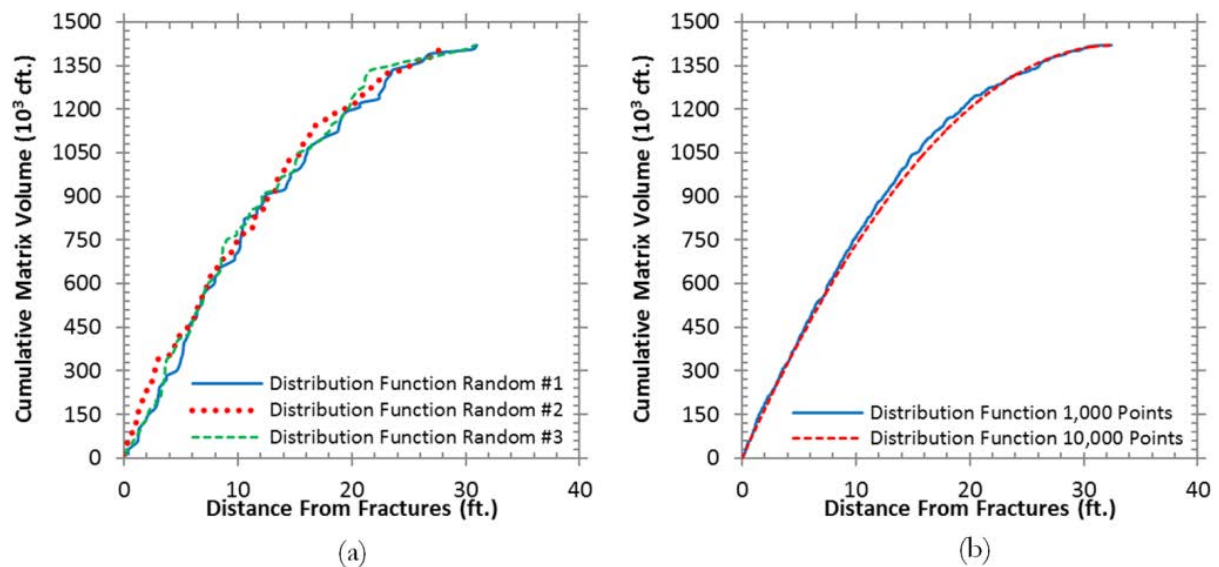 Cumulative Matrix Volume (10³ cft.)
1500
1350
1200
1050
900
750
600
450
300
150
0
Distribution Function Random #1
Distribution Function Random #2
Distribution Function Random #3
0 10 20 30 40
Distance From Fractures (ft.)
(a)
Cumulative Matrix Volume (10³ cft.)
1500
1350
1200
1050
900
750
600
450
300
150
0
Distribution Function 1,000 Points
Distribution Function 10,000 Points
0 10 20 30 40
Distance From Fractures (ft.)
(b)